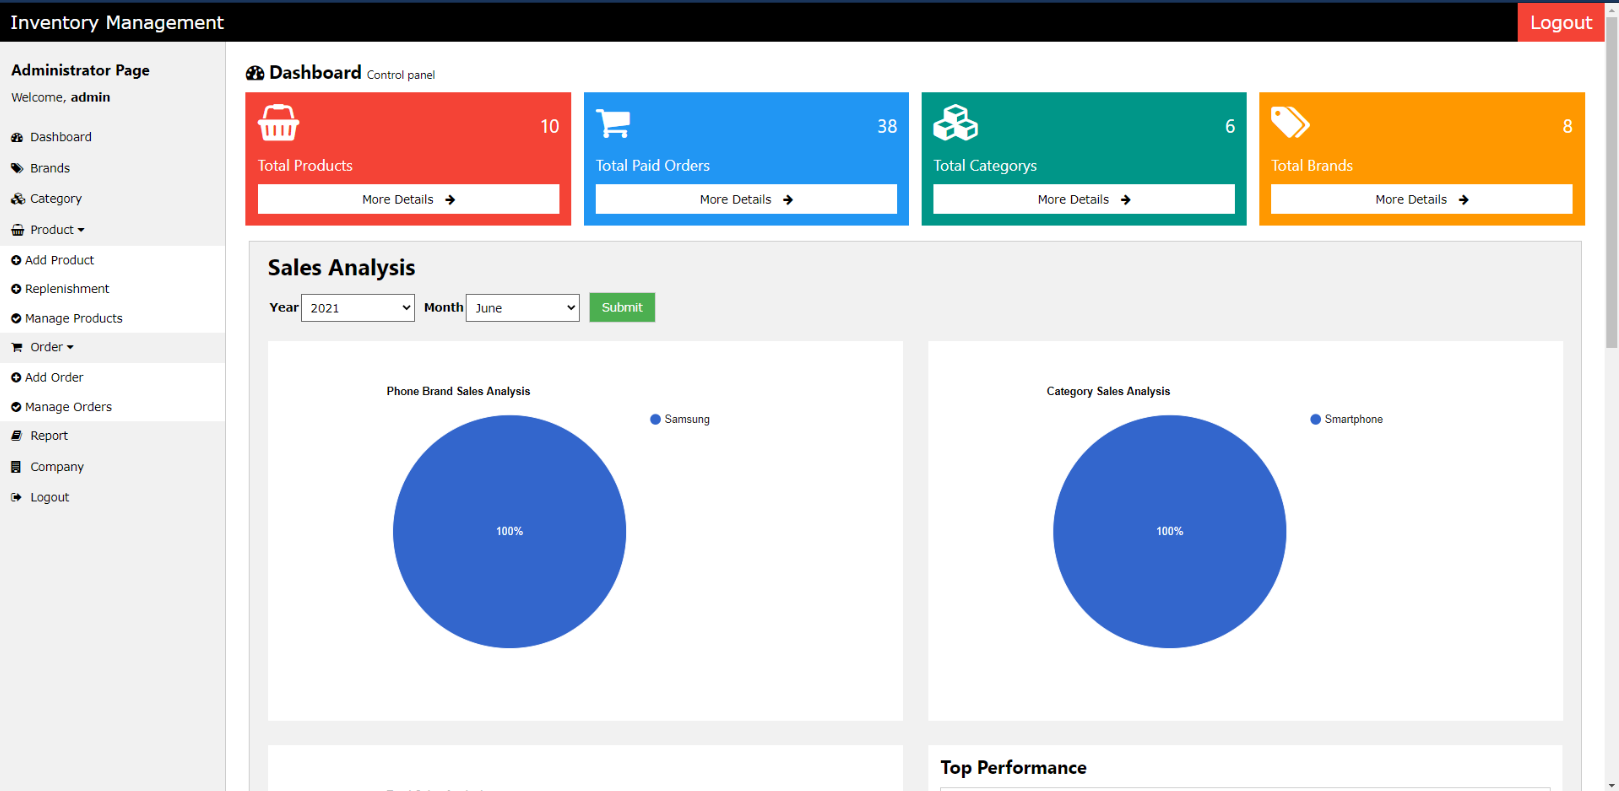 Inventory Management
Logout
Administrator Page
Welcome, admin
Dashboard
Brands
Category
Product
Add Product
Replenishment
Manage Products
Order
Add Order
Manage Orders
Report
Company
Logout
Dashboard Control panel
10
Total Products
More Details
38
Total Paid Orders
More Details
6
Total Categorys
More Details
8
Total Brands
More Details
Sales Analysis
Year 2021 Month June Submit
Phone Brand Sales Analysis
Samsung
100%
Category Sales Analysis
Smartphone
100%
Top Performance